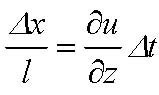 Δx/l = ∂u/∂z Δt